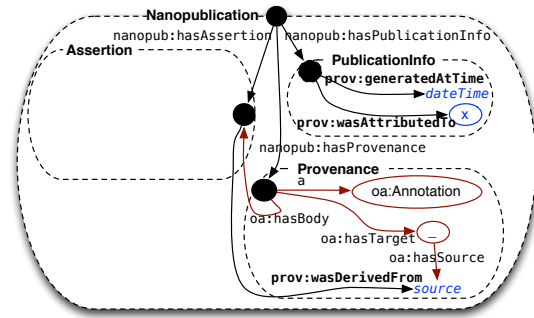 Nanopublication
nanopub:hasAssertion nanopub:hasPublicationInfo
Assertion
PublicationInfo
prov:generatedAtTime
dateTime
x
prov:wasAttributedTo
nanopub:hasProvenance
Provenance
a
oa:Annotation
oa:hasBody
oa:hasTarget
_
oa:hasSource
prov:wasDerivedFrom
source